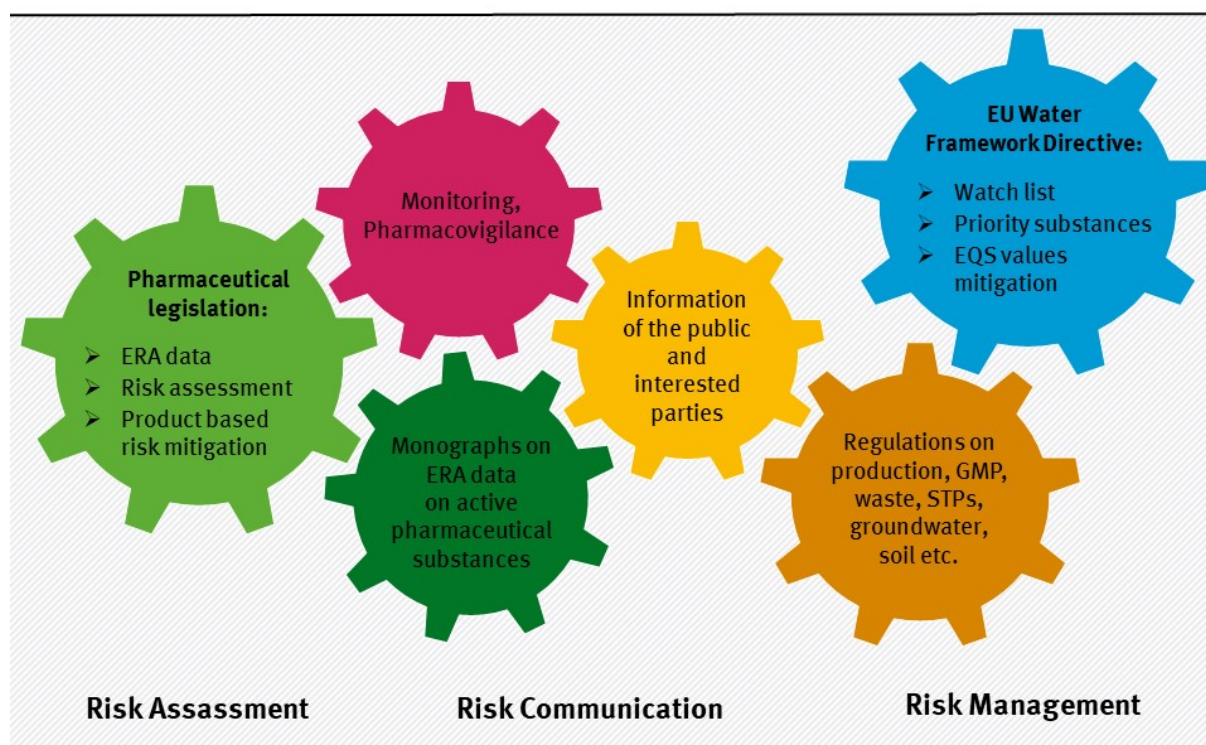 Pharmaceutical
legislation:
➢ ERA data
➢ Risk assessment
➢ Product based
risk mitigation
Monitoring,
Pharmacovigilance
Monographs on
ERA data
on active
pharmaceutical
substances
Information
of the public
and
interested
parties
EU Water
Framework Directive:
➢ Watch list
➢ Priority substances
➢ EQS values
mitigation
Regulations on
production, GMP,
waste, STPs,
groundwater,
soil etc.
Risk Assassment
Risk Communication
Risk Management